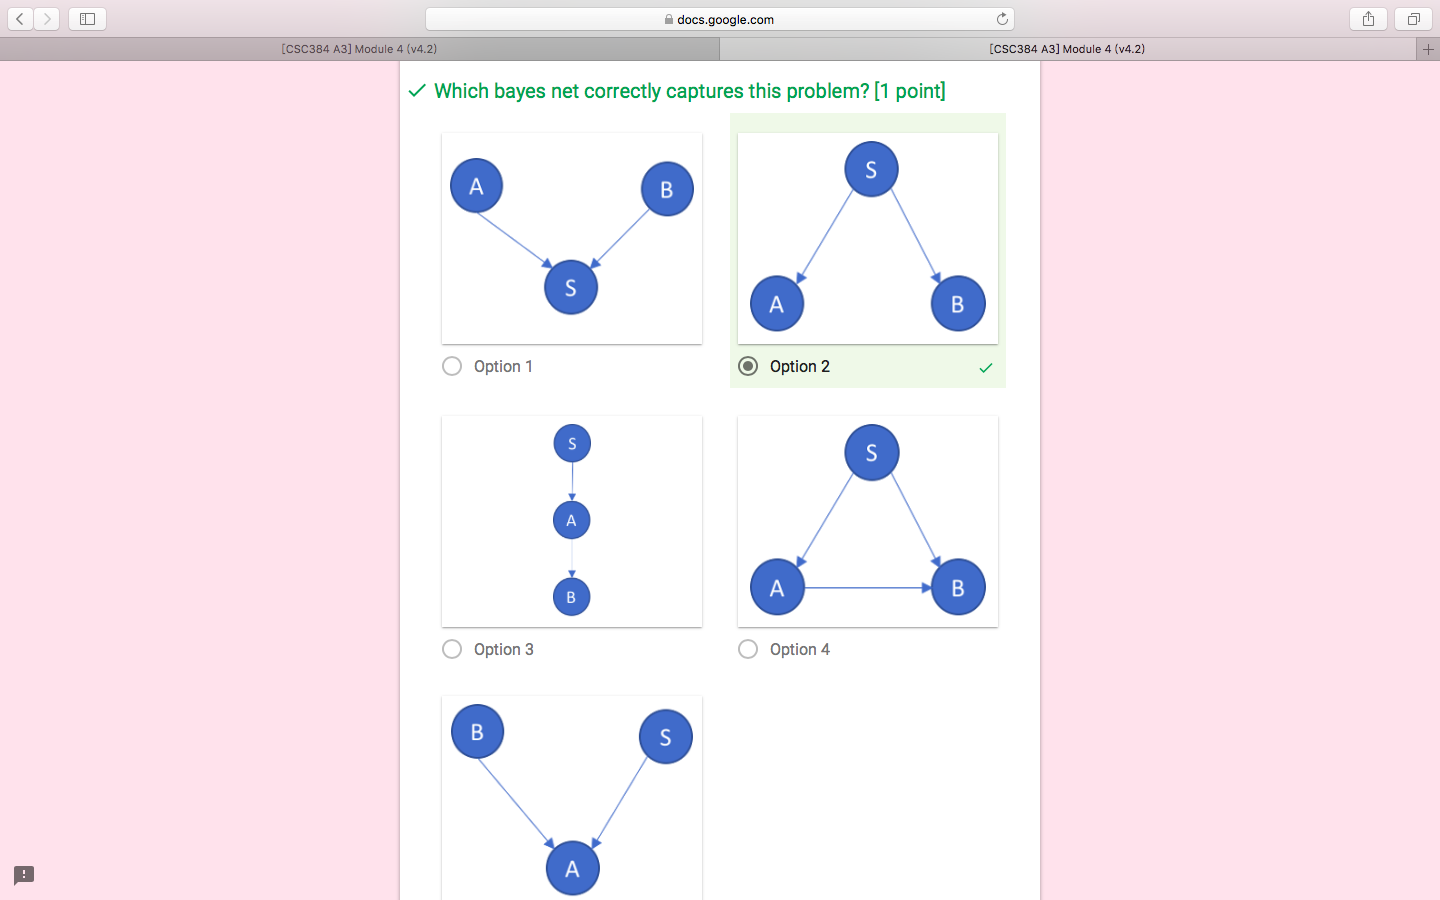 docs.google.com
[CSC384 A3] Module 4 (v4.2)
[CSC384 A3] Module 4 (v4.2)
Which bayes net correctly captures this problem? [1 point]
A
B
S
Option 1
S
A
B
Option 2
S
A
B
Option 3
S
A
B
Option 4
B
S
A